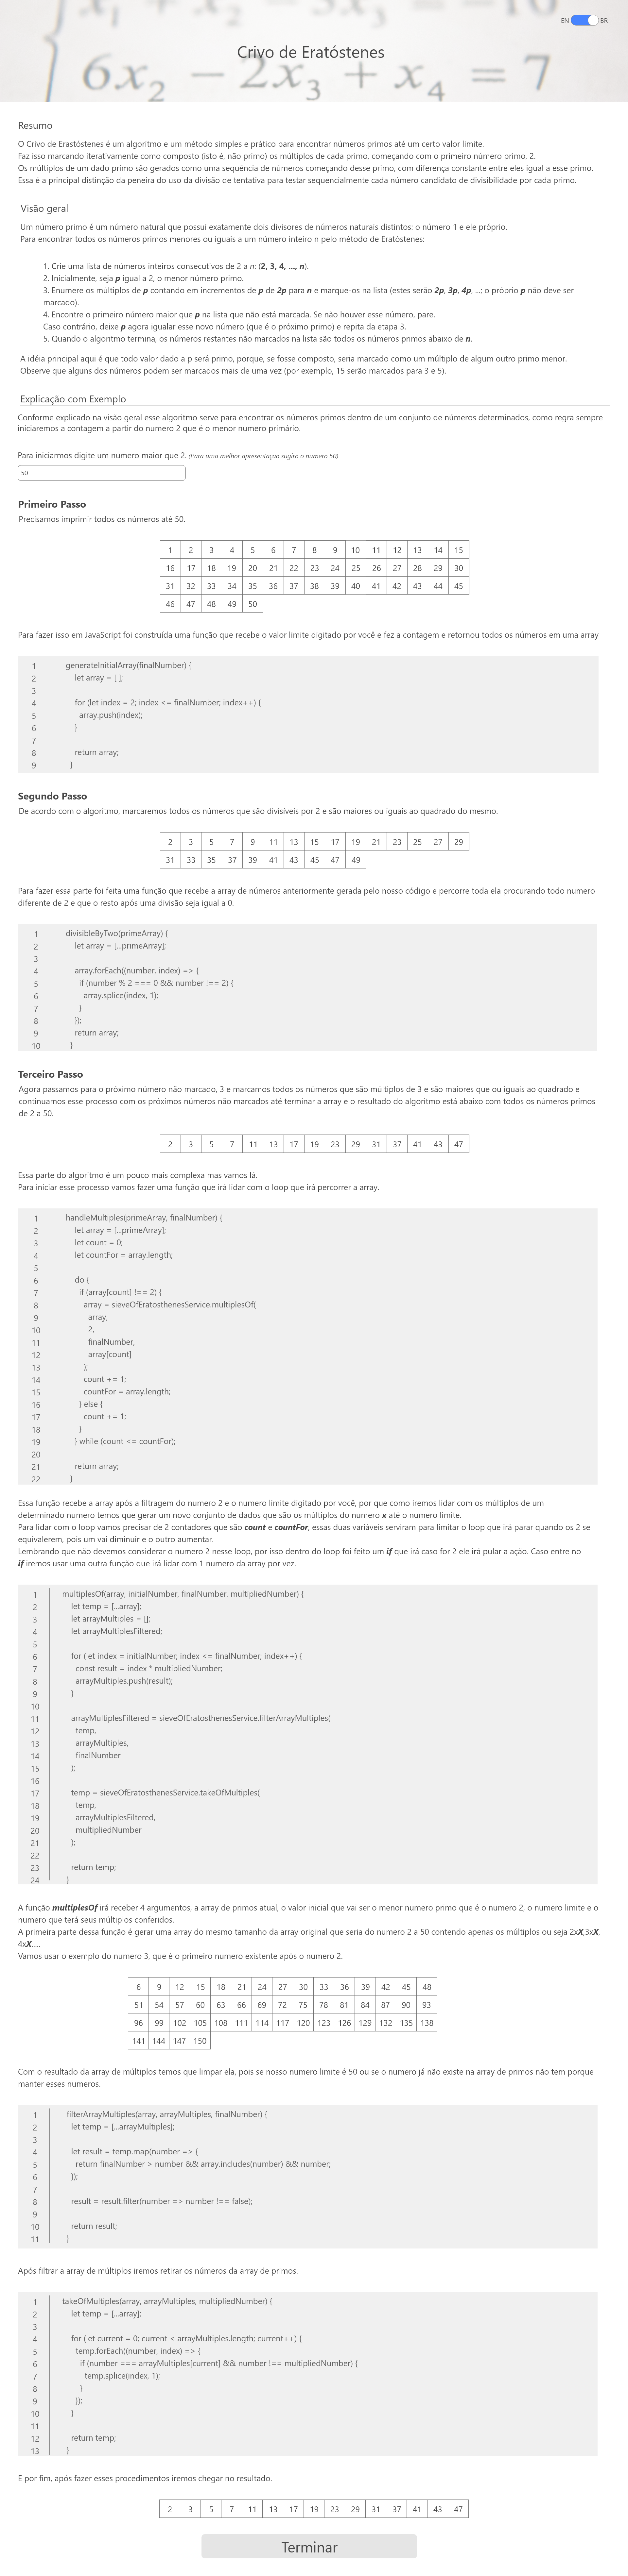 EN BR
Crivo de Eratóstenes
6x₂ − 2x₃ + x₄ = 7
Resumo
O Crivo de Erastóstenes é um algoritmo e um método simples e prático para encontrar números primos até um certo valor limite.
Faz isso marcando iterativamente como composto (isto é, não primo) os múltiplos de cada primo, começando com o primeiro número primo, 2.
Os múltiplos de um dado primo são gerados como uma sequência de números começando desse primo, com diferença constante entre eles igual a esse primo.
Essa é a principal distinção da peneira do uso da divisão de tentativa para testar sequencialmente cada número candidato de divisibilidade por cada primo.
Visão geral
Um número primo é um número natural que possui exatamente dois divisores de números naturais distintos: o número 1 e ele próprio.
Para encontrar todos os números primos menores ou iguais a um número inteiro n pelo método de Eratóstenes:
1. Crie uma lista de números inteiros consecutivos de 2 a n: (2, 3, 4, ..., n).
2. Inicialmente, seja p igual a 2, o menor número primo.
3. Enumere os múltiplos de p contando em incrementos de p de 2p para n e marque-os na lista (estes serão 2p, 3p, 4p, ...; o próprio p não deve ser
marcado).
4. Encontre o primeiro número maior que p na lista que não está marcada. Se não houver esse número, pare.
Caso contrário, deixe p agora igualar esse novo número (que é o próximo primo) e repita da etapa 3.
5. Quando o algoritmo termina, os números restantes não marcados na lista são todos os números primos abaixo de n.
A idéia principal aqui é que todo valor dado a p será primo, porque, se fosse composto, seria marcado como um múltiplo de algum outro primo menor.
Observe que alguns dos números podem ser marcados mais de uma vez (por exemplo, 15 serão marcados para 3 e 5).
Explicação com Exemplo
Conforme explicado na visão geral esse algoritmo serve para encontrar os números primos dentro de um conjunto de números determinados, como regra sempre
iniciaremos a contagem a partir do numero 2 que é o menor numero primário.
Para iniciarmos digite um numero maior que 2. (Para uma melhor apresentação sugiro o numero 50)
50
Primeiro Passo
Precisamos imprimir todos os números até 50.
1 2 3 4 5 6 7 8 9 10 11 12 13 14 15
16 17 18 19 20 21 22 23 24 25 26 27 28 29 30
31 32 33 34 35 36 37 38 39 40 41 42 43 44 45
46 47 48 49 50
Para fazer isso em JavaScript foi construída uma função que recebe o valor limite digitado por você e fez a contagem e retornou todos os números em uma array
1 generateInitialArray(finalNumber) {
2 let array = [ ];
3
4 for (let index = 2; index <= finalNumber; index++) {
5 array.push(index);
6 }
7
8 return array;
9 }
Segundo Passo
De acordo com o algoritmo, marcaremos todos os números que são divisíveis por 2 e são maiores ou iguais ao quadrado do mesmo.
2 3 5 7 9 11 13 15 17 19 21 23 25 27 29
31 33 35 37 39 41 43 45 47 49
Para fazer essa parte foi feita uma função que recebe a array de números anteriormente gerada pelo nosso código e percorre toda ela procurando todo numero
diferente de 2 e que o resto após uma divisão seja igual a 0.
1 divisibleByTwo(primeArray) {
2 let array = [...primeArray];
3
4 array.forEach((number, index) => {
5 if (number % 2 === 0 && number !== 2) {
6 array.splice(index, 1);
7 }
8 });
9 return array;
10 }
Terceiro Passo
Agora passamos para o próximo número não marcado, 3 e marcamos todos os números que são múltiplos de 3 e são maiores que ou iguais ao quadrado e
continuamos esse processo com os próximos números não marcados até terminar a array e o resultado do algoritmo está abaixo com todos os números primos
de 2 a 50.
2 3 5 7 11 13 17 19 23 29 31 37 41 43 47
Essa parte do algoritmo é um pouco mais complexa mas vamos lá.
Para iniciar esse processo vamos fazer uma função que irá lidar com o loop que irá percorrer a array.
1 handleMultiples(primeArray, finalNumber) {
2 let array = [...primeArray];
3 let count = 0;
4 let countFor = array.length;
5
6 do {
7 if (array[count] !== 2) {
8 array = sieveOfEratosthenesService.multiplesOf(
9 array,
10 2,
11 finalNumber,
12 array[count]
13 );
14 count += 1;
15 countFor = array.length;
16 } else {
17 count += 1;
18 }
19 } while (count <= countFor);
20
21 return array;
22 }
Essa função recebe a array após a filtragem do numero 2 e o numero limite digitado por você, por que como iremos lidar com os múltiplos de um
determinado numero temos que gerar um novo conjunto de dados que são os múltiplos do numero x até o numero limite.
Para lidar com o loop vamos precisar de 2 contadores que são count e countFor, essas duas variáveis serviram para limitar o loop que irá parar quando os 2 se
equivalerem, pois um vai diminuir e o outro aumentar.
Lembrando que não devemos considerar o numero 2 nesse loop, por isso dentro do loop foi feito um if que irá caso for 2 ele irá pular a ação. Caso entre no
if iremos usar uma outra função que irá lidar com 1 numero da array por vez.
1 multiplesOf(array, initialNumber, finalNumber, multipliedNumber) {
2 let temp = [...array];
3 let arrayMultiples = [];
4 let arrayMultiplesFiltered;
5
6 for (let index = initialNumber; index <= finalNumber; index++) {
7 const result = index * multipliedNumber;
8 arrayMultiples.push(result);
9 }
10
11 arrayMultiplesFiltered = sieveOfEratosthenesService.filterArrayMultiples(
12 temp,
13 arrayMultiples,
14 finalNumber
15 );
16
17 temp = sieveOfEratosthenesService.takeOfMultiples(
18 temp,
19 arrayMultiplesFiltered,
20 multipliedNumber
21 );
22
23 return temp;
24 }
A função multiplesOf irá receber 4 argumentos, a array de primos atual, o valor inicial que vai ser o menor numero primo que é o numero 2, o numero limite e o
numero que terá seus múltiplos conferidos.
A primeira parte dessa função é gerar uma array do mesmo tamanho da array original que seria do numero 2 a 50 contendo apenas os múltiplos ou seja 2xX,3xX,
4xX.....
Vamos usar o exemplo do numero 3, que é o primeiro numero existente após o numero 2.
6 9 12 15 18 21 24 27 30 33 36 39 42 45 48
51 54 57 60 63 66 69 72 75 78 81 84 87 90 93
96 99 102 105 108 111 114 117 120 123 126 129 132 135 138
141 144 147 150
Com o resultado da array de múltiplos temos que limpar ela, pois se nosso numero limite é 50 ou se o numero já não existe na array de primos não tem porque
manter esses numeros.
1 filterArrayMultiples(array, arrayMultiples, finalNumber) {
2 let temp = [...arrayMultiples];
3
4 let result = temp.map(number => {
5 return finalNumber > number && array.includes(number) && number;
6 });
7
8 result = result.filter(number => number !== false);
9
10 return result;
11 }
Após filtrar a array de múltiplos iremos retirar os números da array de primos.
1 takeOfMultiples(array, arrayMultiples, multipliedNumber) {
2 let temp = [...array];
3
4 for (let current = 0; current < arrayMultiples.length; current++) {
5 temp.forEach((number, index) => {
6 if (number === arrayMultiples[current] && number !== multipliedNumber) {
7 temp.splice(index, 1);
8 }
9 });
10 }
11
12 return temp;
13 }
E por fim, após fazer esses procedimentos iremos chegar no resultado.
2 3 5 7 11 13 17 19 23 29 31 37 41 43 47
Terminar